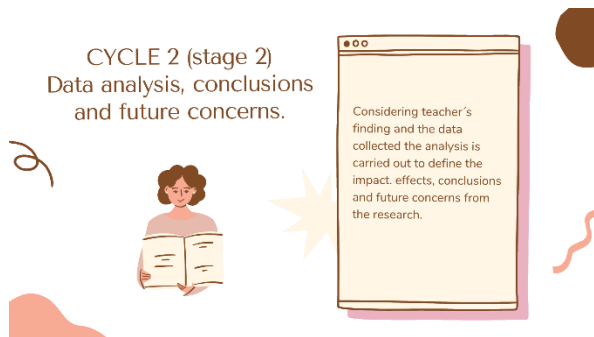 CYCLE 2 (stage 2)
Data analysis, conclusions
and future concerns.
Considering teacher´s
finding and the data
collected the analysis is
carried out to define the
impact. effects, conclusions
and future concerns from
the research.